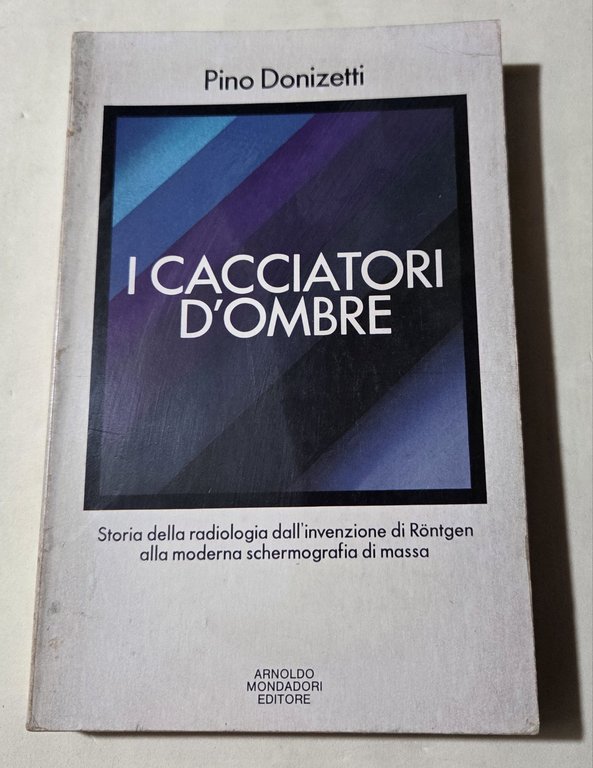 Pino Donizetti
I CACCIATORI
D'OMBRE
Storia della radiologia dall'invenzione di Röntgen
alla moderna schermografia di massa
ARNOLDO
MONDADORI
EDITORE